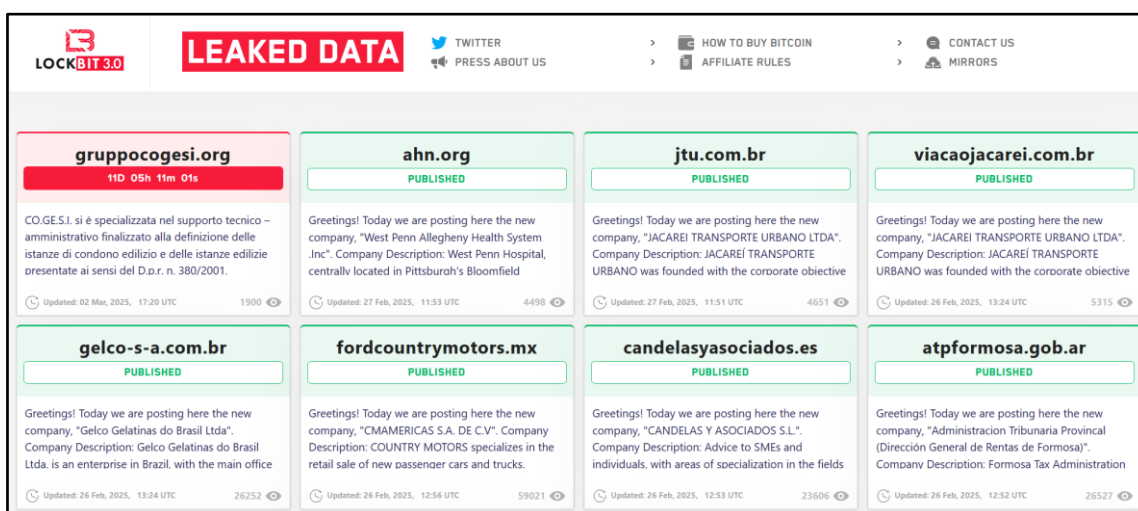 LOCKBIT 3.0
LEAKED DATA
TWITTER
PRESS ABOUT US
> HOW TO BUY BITCOIN
> AFFILIATE RULES
> CONTACT US
> MIRRORS
gruppocogesi.org
11D 05h 11m 01s
CO.GE.S.I. si è specializzata nel supporto tecnico –
amministrativo finalizzato alla definizione delle
istanze di condono edilizio e delle istanze edilizie
presentate ai sensi del D.p.r. n. 380/2001.
Updated: 02 Mar, 2025, 17:20 UTC 1900
ahn.org
PUBLISHED
Greetings! Today we are posting here the new
company, "West Penn Allegheny Health System
.Inc". Company Description: West Penn Hospital,
centrally located in Pittsburgh's Bloomfield
Updated: 27 Feb, 2025, 11:53 UTC 4498
jtu.com.br
PUBLISHED
Greetings! Today we are posting here the new
company, "JACAREI TRANSPORTE URBANO LTDA".
Company Description: JACAREÍ TRANSPORTE
URBANO was founded with the corporate objective
Updated: 27 Feb, 2025, 11:51 UTC 4651
viacaojacarei.com.br
PUBLISHED
Greetings! Today we are posting here the new
company, "JACAREI TRANSPORTE URBANO LTDA".
Company Description: JACAREÍ TRANSPORTE
URBANO was founded with the corporate objective
Updated: 26 Feb, 2025, 13:24 UTC 5315
gelco-s-a.com.br
PUBLISHED
Greetings! Today we are posting here the new
company, "Gelco Gelatinas do Brasil Ltda".
Company Description: Gelco Gelatinas do Brasil
Ltda. is an enterprise in Brazil, with the main office
Updated: 26 Feb, 2025, 13:24 UTC 26252
fordcountrymotors.mx
PUBLISHED
Greetings! Today we are posting here the new
company, "CMAMERICAS S.A. DE C.V". Company
Description: COUNTRY MOTORS specializes in the
retail sale of new passenger cars and trucks.
Updated: 26 Feb, 2025, 12:56 UTC 59021
candelasyasociados.es
PUBLISHED
Greetings! Today we are posting here the new
company, "CANDELAS Y ASOCIADOS S.L.".
Company Description: Advice to SMEs and
individuals, with areas of specialization in the fields
Updated: 26 Feb, 2025, 12:53 UTC 23606
atpformosa.gob.ar
PUBLISHED
Greetings! Today we are posting here the new
company, "Administracion Tributaria Provincal
(Dirección General de Rentas de Formosa)".
Company Description: Formosa Tax Administration
Updated: 26 Feb, 2025, 12:52 UTC 26527